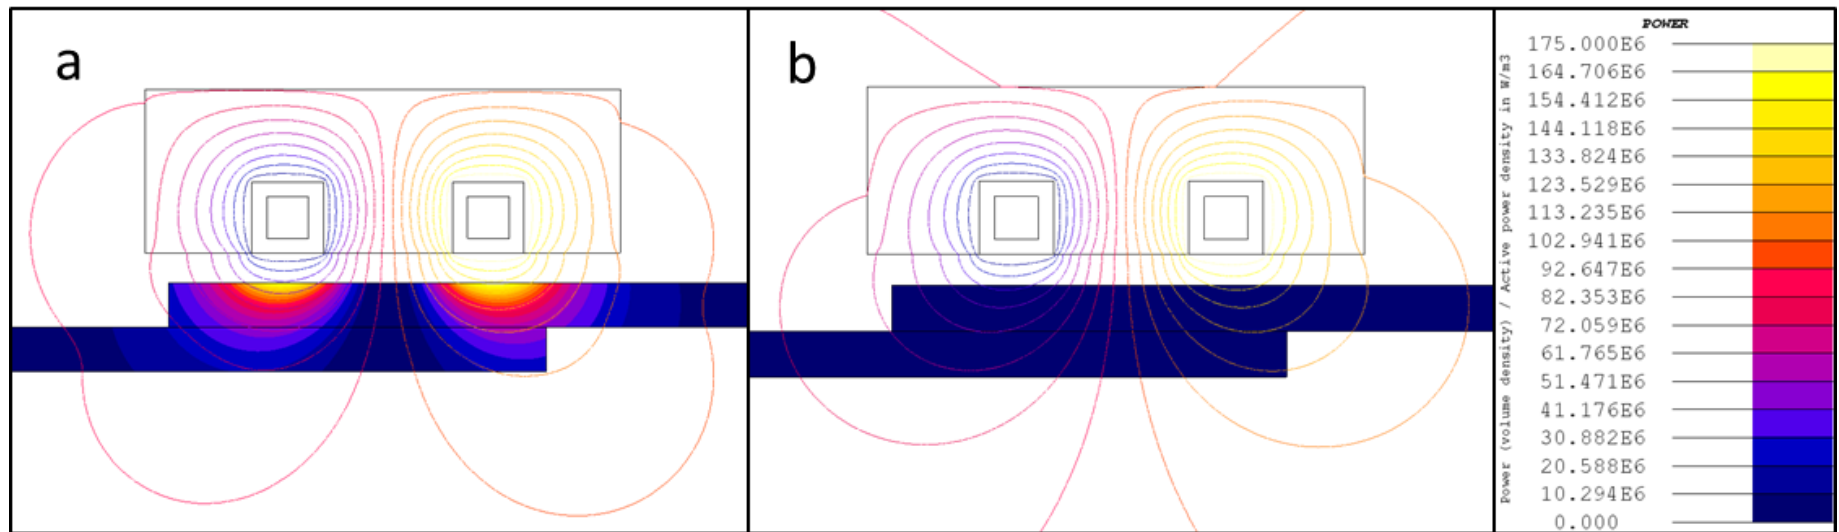 a
b
POWER
Power (volume density) / Active power density in W/m3
175.000E6
164.706E6
154.412E6
144.118E6
133.824E6
123.529E6
113.235E6
102.941E6
92.647E6
82.353E6
72.059E6
61.765E6
51.471E6
41.176E6
30.882E6
20.588E6
10.294E6
0.000